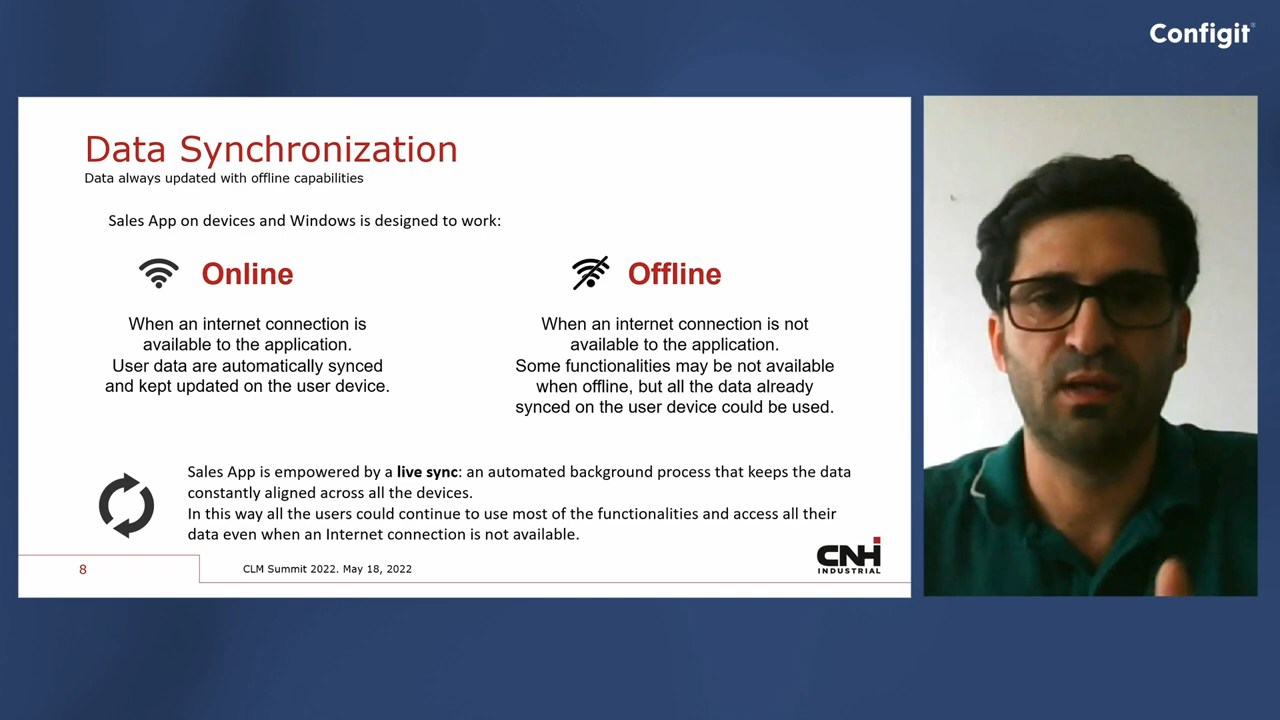 Configit
Data Synchronization
Data always updated with offline capabilities
Sales App on devices and Windows is designed to work:
Online
When an internet connection is
available to the application.
User data are automatically synced
and kept updated on the user device.
Offline
When an internet connection is not
available to the application.
Some functionalities may be not available
when offline, but all the data already
synced on the user device could be used.
Sales App is empowered by a live sync: an automated background process that keeps the data
constantly aligned across all the devices.
In this way all the users could continue to use most of the functionalities and access all their
data even when an Internet connection is not available.
8
CLM Summit 2022. May 18, 2022
CNH
INDUSTRIAL